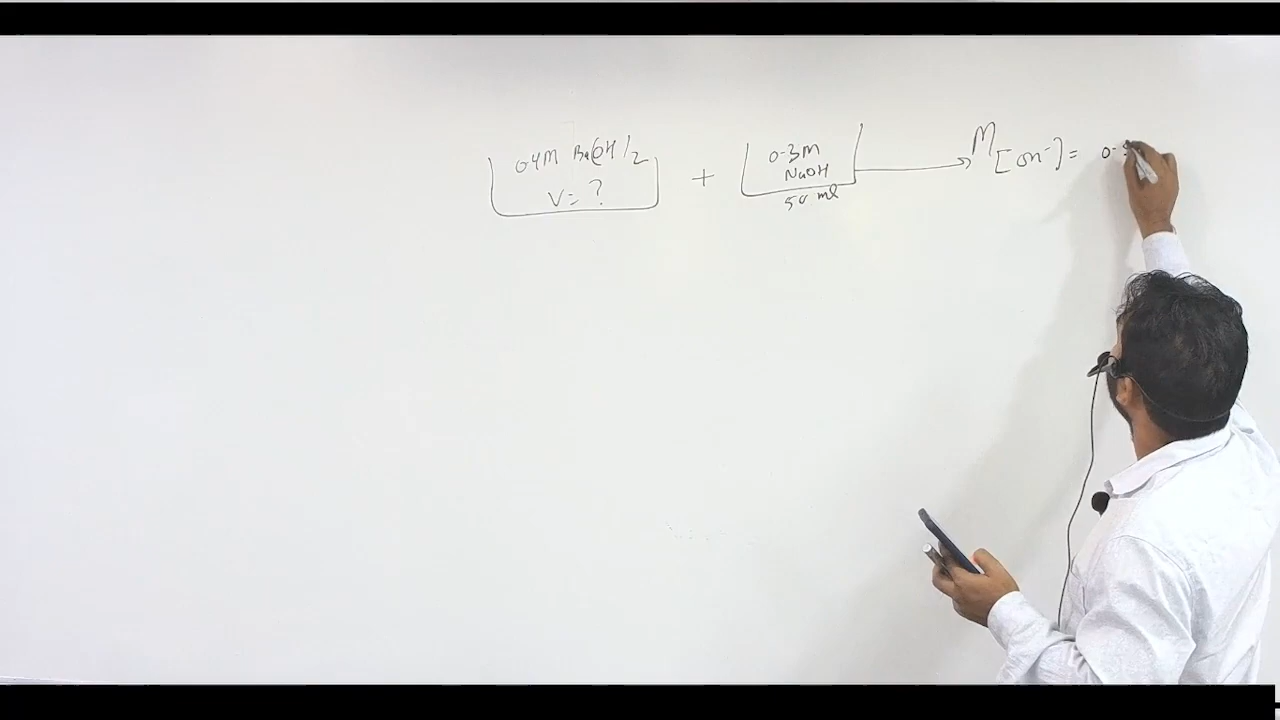 0.4M Ba(OH)2
V = ?
+
0.3M
NaOH
50 ml
M[OH-] =